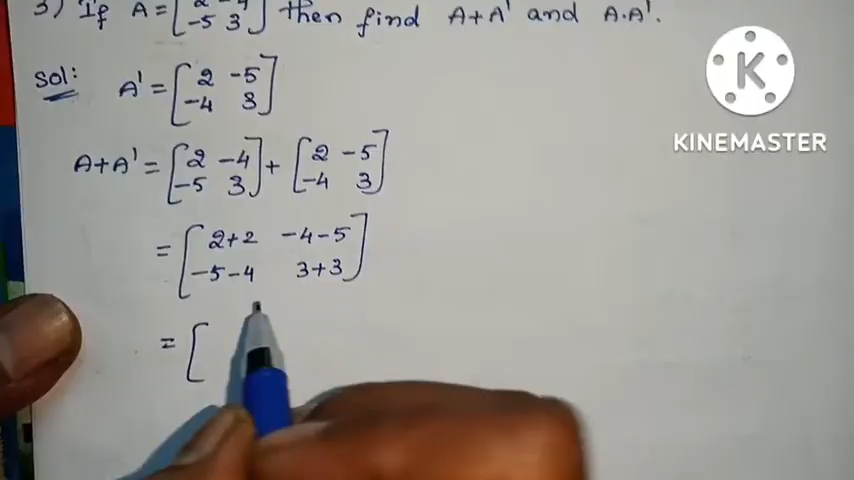 3) If A = [2 -4
-5 3] then find A+A' and A.A'.
Sol: A' = [2 -5
-4 3]
A+A' = [2 -4
-5 3] + [2 -5
-4 3]
= [2+2 -4-5
-5-4 3+3]
= [
K
KINEMASTER